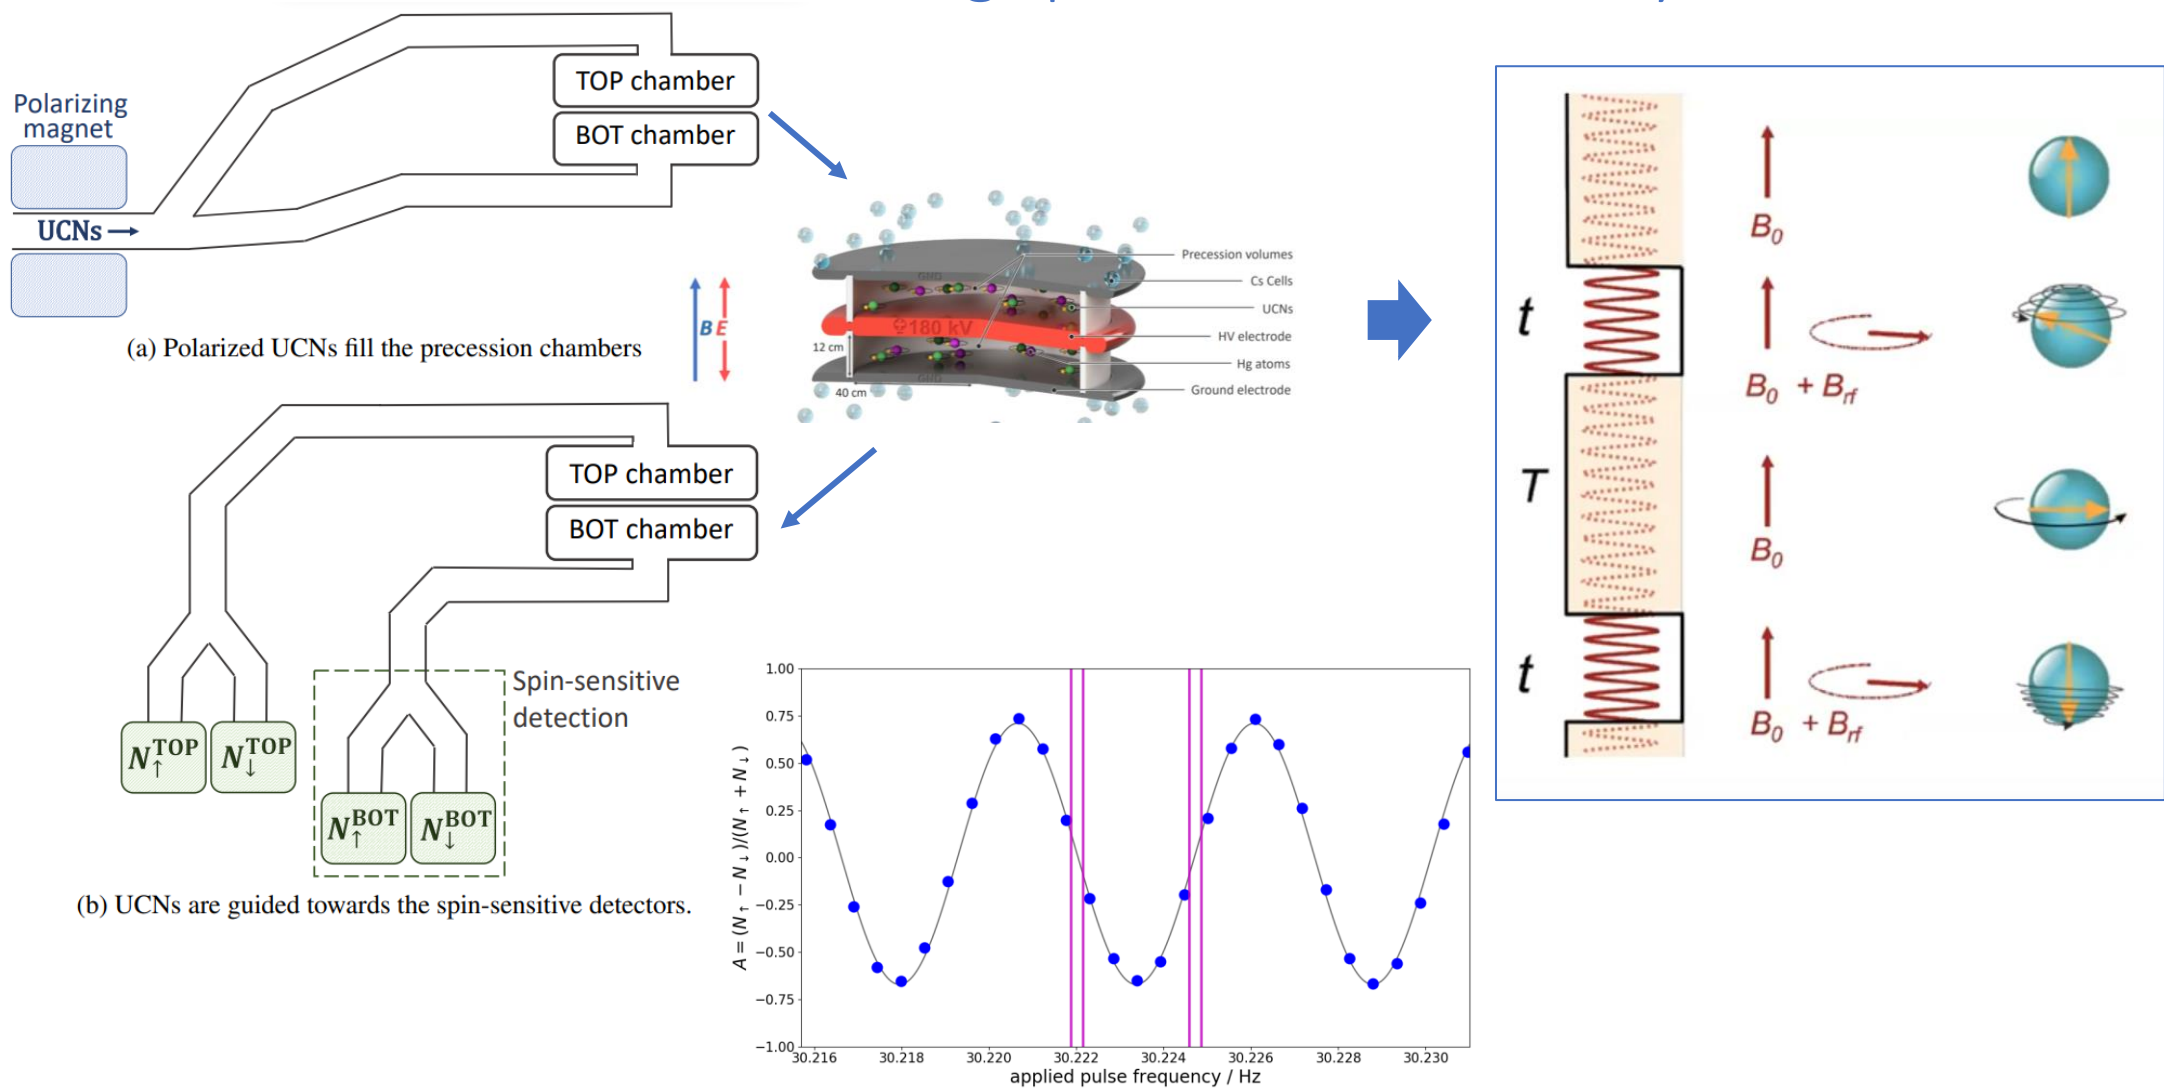 Polarizing
magnet
UCNs →
TOP chamber
BOT chamber
(a) Polarized UCNs fill the precession chambers
B E
GND
±180 kV
12 cm
GND
40 cm
Precession volumes
Cs Cells
UCNs
HV electrode
Hg atoms
Ground electrode
TOP chamber
BOT chamber
Spin-sensitive
detection
N↑TOP N↓TOP
N↑BOT N↓BOT
(b) UCNs are guided towards the spin-sensitive detectors.
A = (N↑ − N↓)/(N↑ + N↓)
1.00
0.75
0.50
0.25
0.00
−0.25
−0.50
−0.75
−1.00
30.216 30.218 30.220 30.222 30.224 30.226 30.228 30.230
applied pulse frequency / Hz
B0
t
B0 + Brf
T
B0
t
B0 + Brf